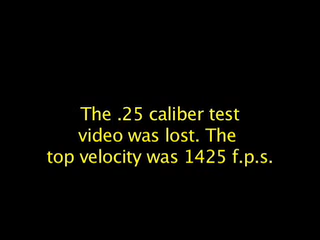 The .25 caliber test
video was lost. The
top velocity was 1425 f.p.s.